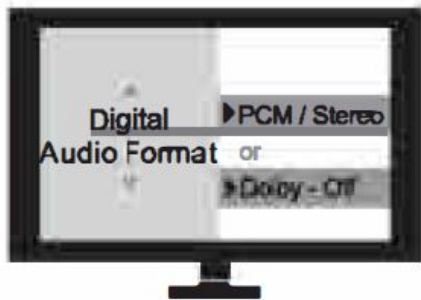 Digital
Audio Format
PCM / Stereo
or
Dolby - Off